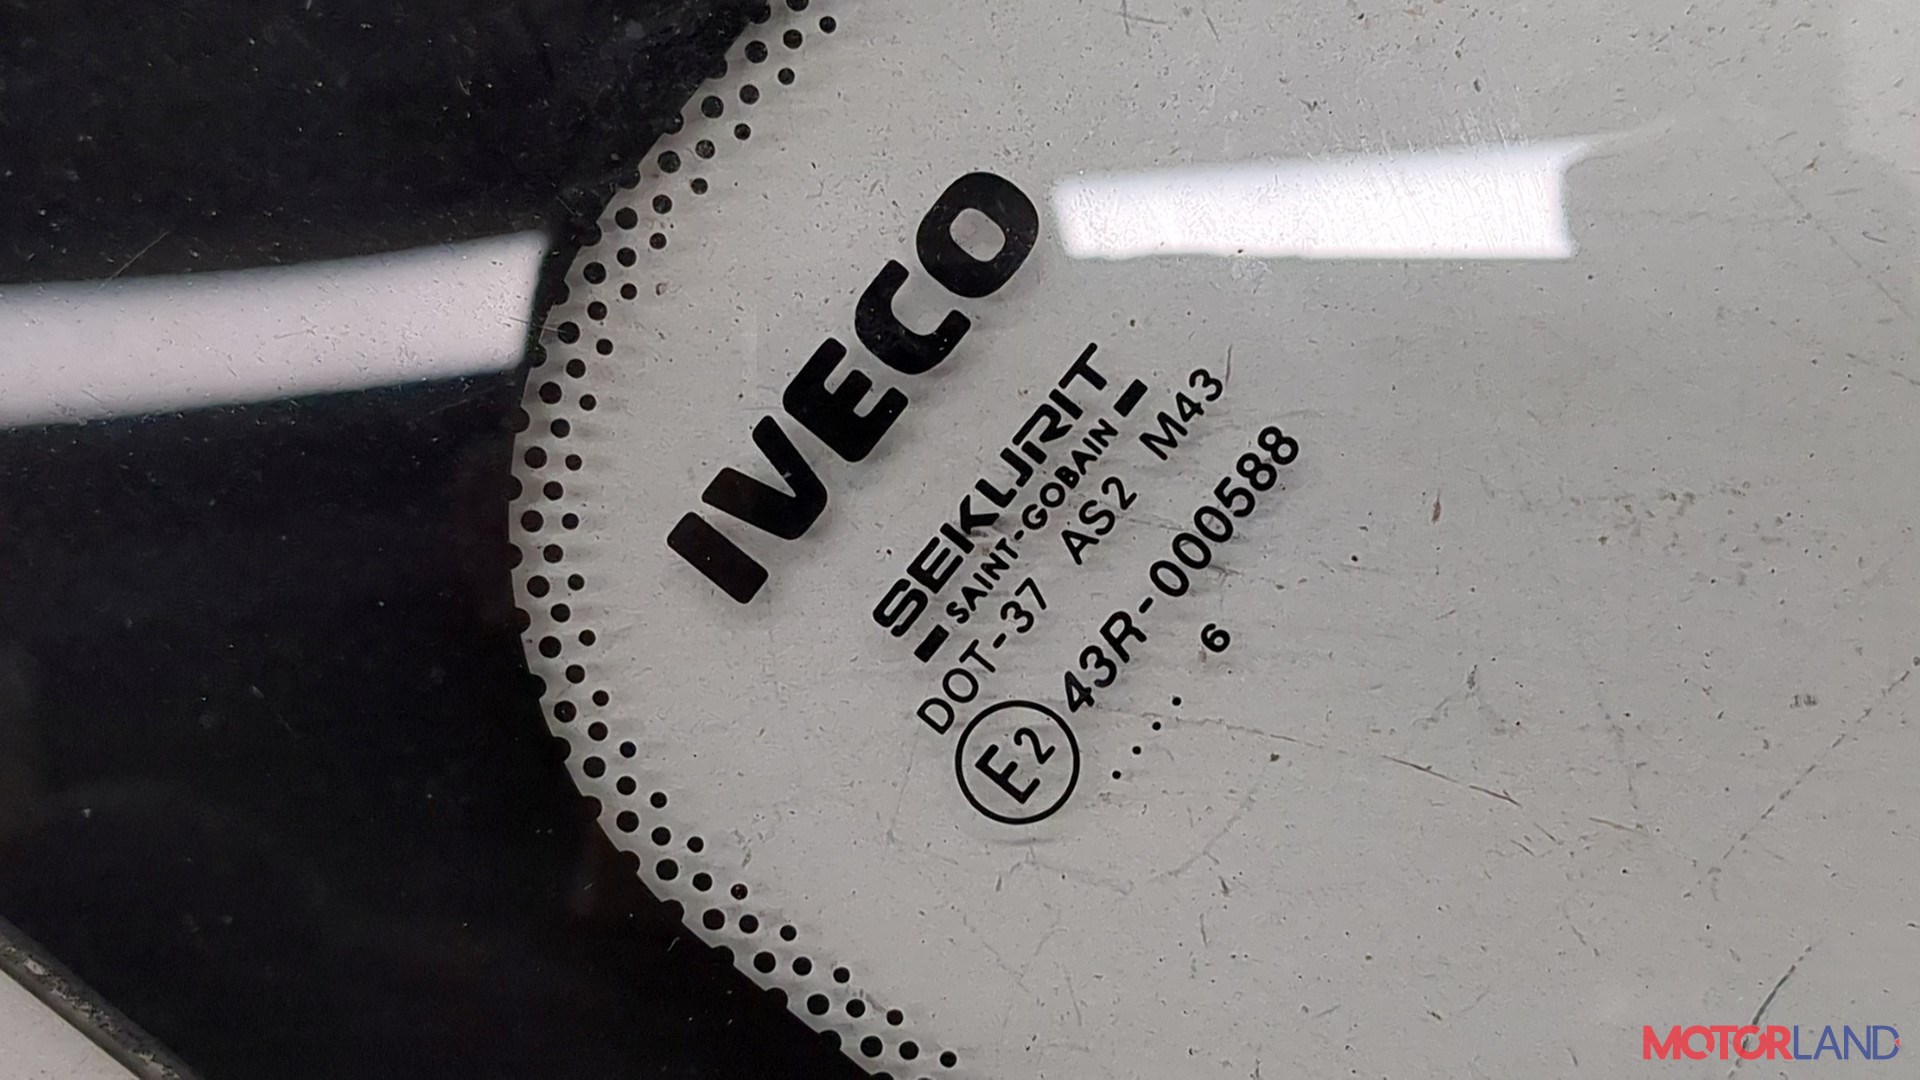 IVECO
SEKURIT
SAINT-GOBAIN
DOT-37 AS2 M43
E2 43R-000588
.... 6
MOTORLAND